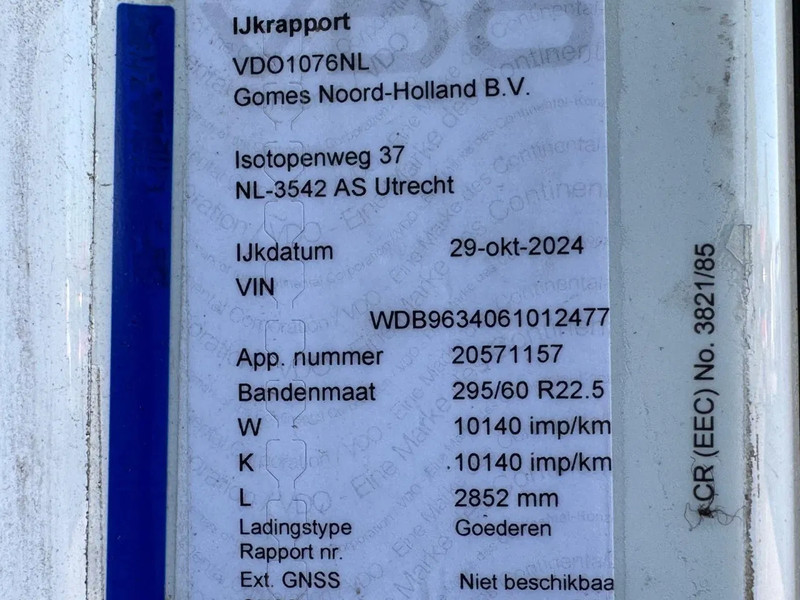 IJkrapport
VDO1076NL
Gomes Noord-Holland B.V.
Isotopenweg 37
NL-3542 AS Utrecht
IJkdatum 29-okt-2024
VIN
WDB9634061012477
App. nummer 20571157
Bandenmaat 295/60 R22.5
W 10140 imp/km
K 10140 imp/km
L 2852 mm
Ladingstype Goederen
Rapport nr.
Ext. GNSS Niet beschikbaa
ACR (EEC) No. 3821/85